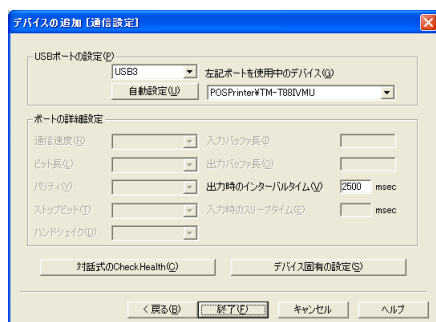 デバイスの追加 [通信設定]
USBポートの設定(P)
USB3
左記ポートを使用中のデバイス(G)
自動設定(U)
POSPrinter¥TM-T88IVMU
ポートの詳細設定
通信速度(R)
入力バッファ長(I)
ビット長(L)
出力バッファ長(O)
パリティ(Y)
出力時のインターバルタイム(V) 2500 msec
ストップビット(T)
入力時のスリープタイム(E) msec
ハンドシェイク(D)
対話式のCheckHealth(C)
デバイス固有の設定(S)
< 戻る(B)
終了(F)
キャンセル
ヘルプ